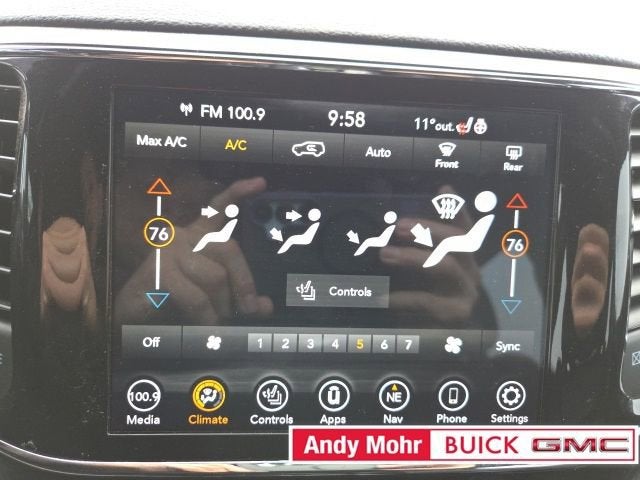 FM 100.9 9:58 11°out.
Max A/C A/C Auto Front Rear
76 76
Controls
Off 1 2 3 4 5 6 7 Sync
100.9 NE
Media Climate Controls Apps Nav Phone Settings
Andy Mohr BUICK GMC